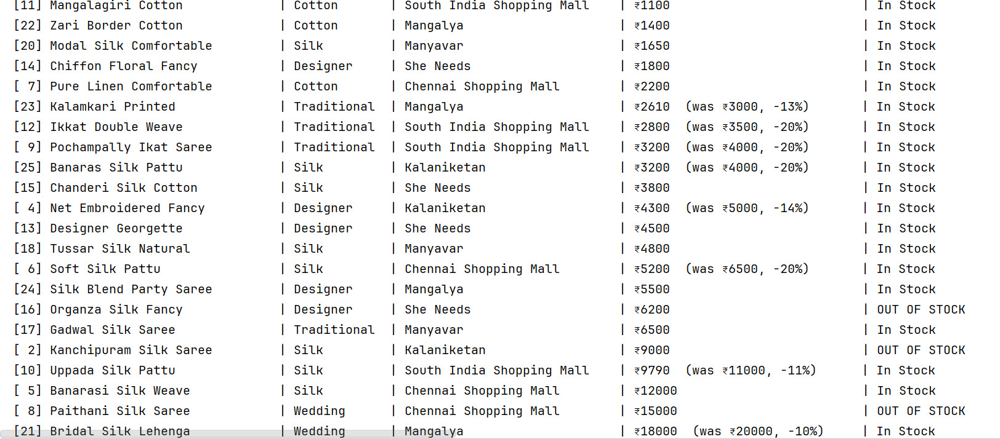 [11] Mangalagiri Cotton | Cotton | South India Shopping Mall | ₹1100 | In Stock
[22] Zari Border Cotton | Cotton | Mangalya | ₹1400 | In Stock
[20] Modal Silk Comfortable | Silk | Manyavar | ₹1650 | In Stock
[14] Chiffon Floral Fancy | Designer | She Needs | ₹1800 | In Stock
[ 7] Pure Linen Comfortable | Cotton | Chennai Shopping Mall | ₹2200 | In Stock
[23] Kalamkari Printed | Traditional | Mangalya | ₹2610 (was ₹3000, -13%) | In Stock
[12] Ikkat Double Weave | Traditional | South India Shopping Mall | ₹2800 (was ₹3500, -20%) | In Stock
[ 9] Pochampally Ikat Saree | Traditional | South India Shopping Mall | ₹3200 (was ₹4000, -20%) | In Stock
[25] Banaras Silk Pattu | Silk | Kalaniketan | ₹3200 (was ₹4000, -20%) | In Stock
[15] Chanderi Silk Cotton | Silk | She Needs | ₹3800 | In Stock
[ 4] Net Embroidered Fancy | Designer | Kalaniketan | ₹4300 (was ₹5000, -14%) | In Stock
[13] Designer Georgette | Designer | She Needs | ₹4500 | In Stock
[18] Tussar Silk Natural | Silk | Manyavar | ₹4800 | In Stock
[ 6] Soft Silk Pattu | Silk | Chennai Shopping Mall | ₹5200 (was ₹6500, -20%) | In Stock
[24] Silk Blend Party Saree | Designer | Mangalya | ₹5500 | In Stock
[16] Organza Silk Fancy | Designer | She Needs | ₹6200 | OUT OF STOCK
[17] Gadwal Silk Saree | Traditional | Manyavar | ₹6500 | In Stock
[ 2] Kanchipuram Silk Saree | Silk | Kalaniketan | ₹9000 | OUT OF STOCK
[10] Uppada Silk Pattu | Silk | South India Shopping Mall | ₹9790 (was ₹11000, -11%) | In Stock
[ 5] Banarasi Silk Weave | Silk | Chennai Shopping Mall | ₹12000 | In Stock
[ 8] Paithani Silk Saree | Wedding | Chennai Shopping Mall | ₹15000 | OUT OF STOCK
[21] Bridal Silk Lehenga | Wedding | Mangalya | ₹18000 (was ₹20000, -10%) | In Stock